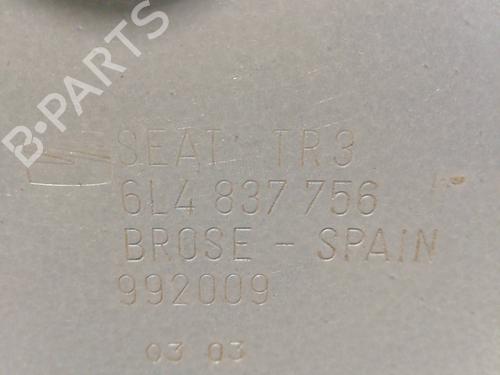 B-PARTS
SEAT TR3
6L4 837 756
BROSE - SPAIN
992009
03 03